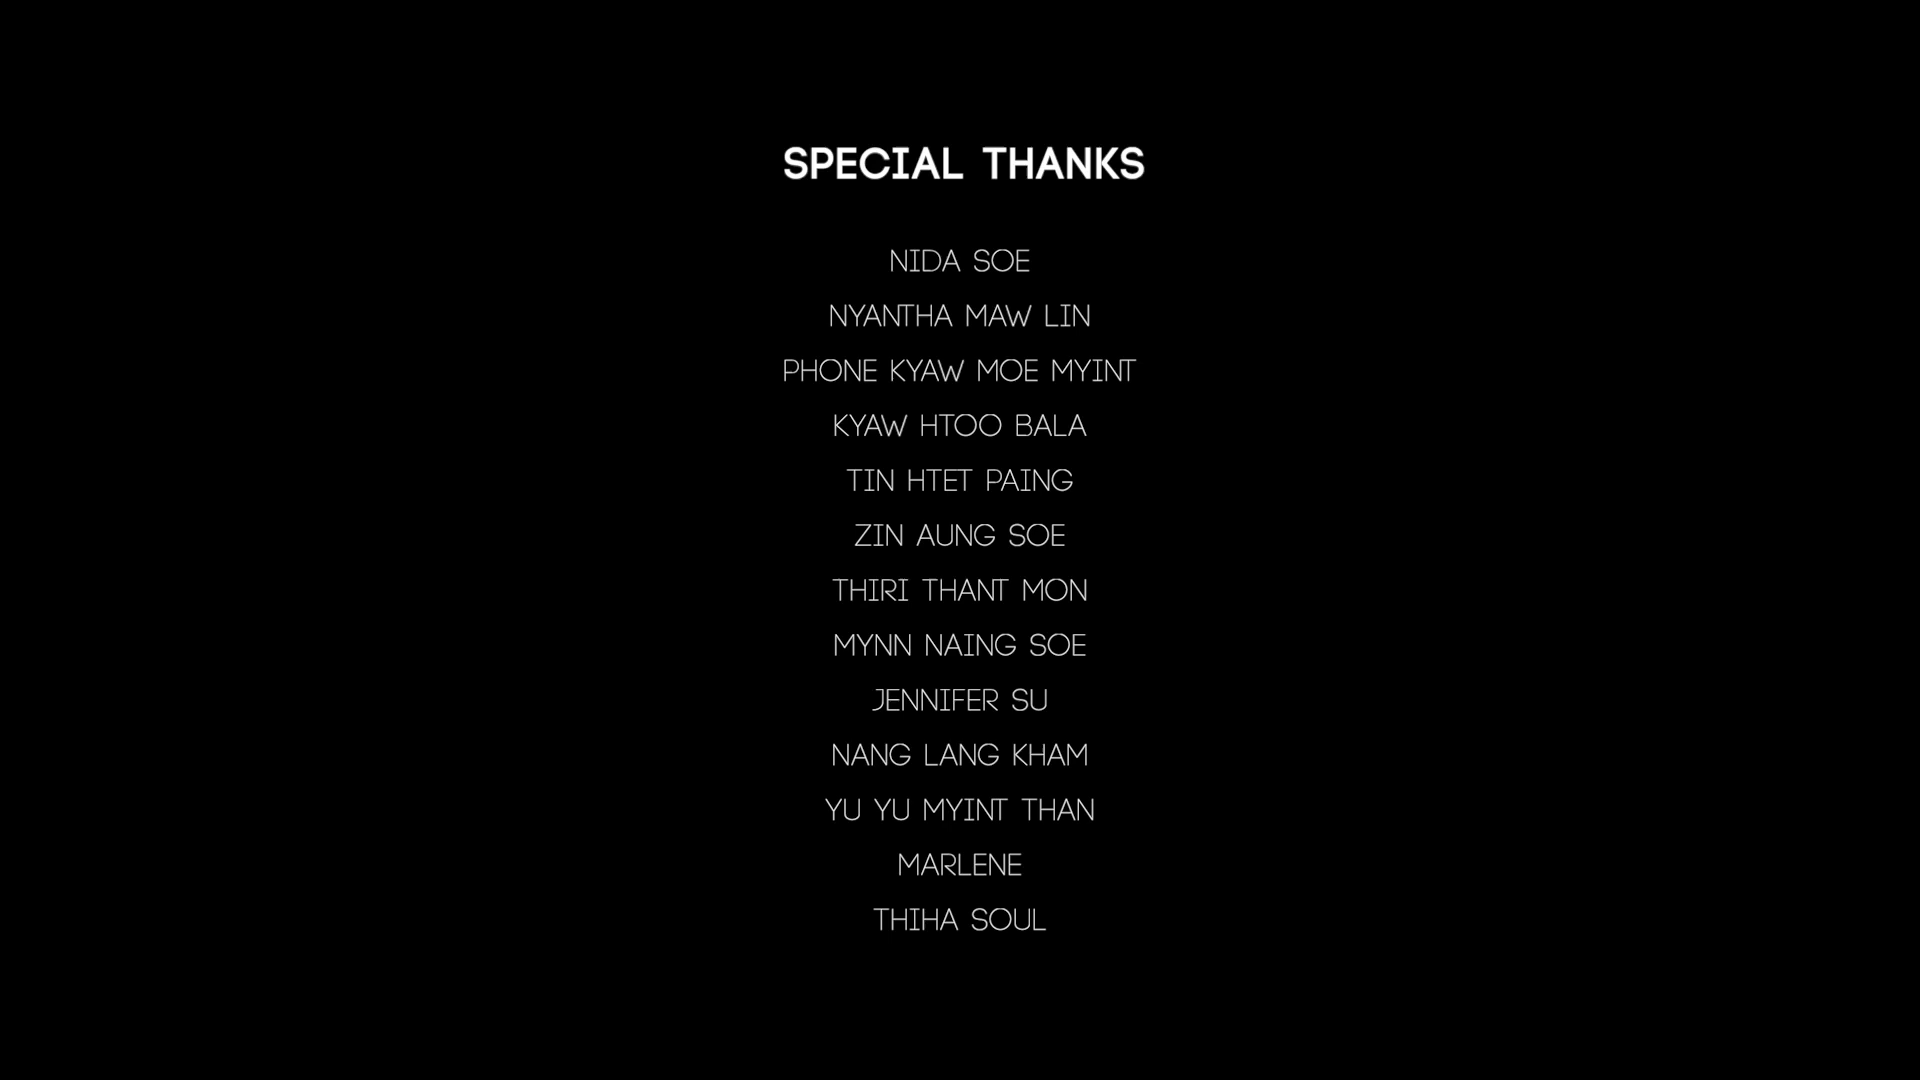 SPECIAL THANKS
NIDA SOE
NYANTHA MAW LIN
PHONE KYAW MOE MYINT
KYAW HTOO BALA
TIN HTET PAING
ZIN AUNG SOE
THIRI THANT MON
MYNN NAING SOE
JENNIFER SU
NANG LANG KHAM
YU YU MYINT THAN
MARLENE
THIHA SOUL